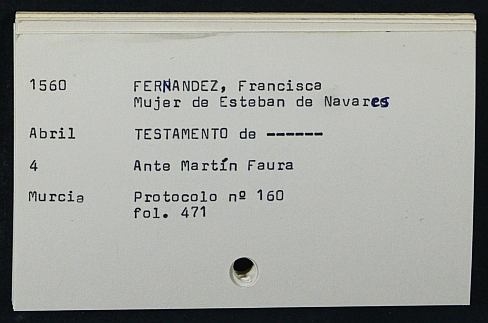 1560 FERNANDEZ, Francisca
Mujer de Esteban de Navares
Abril TESTAMENTO de ------
4 Ante Martín Faura
Murcia Protocolo nº 160
fol. 471